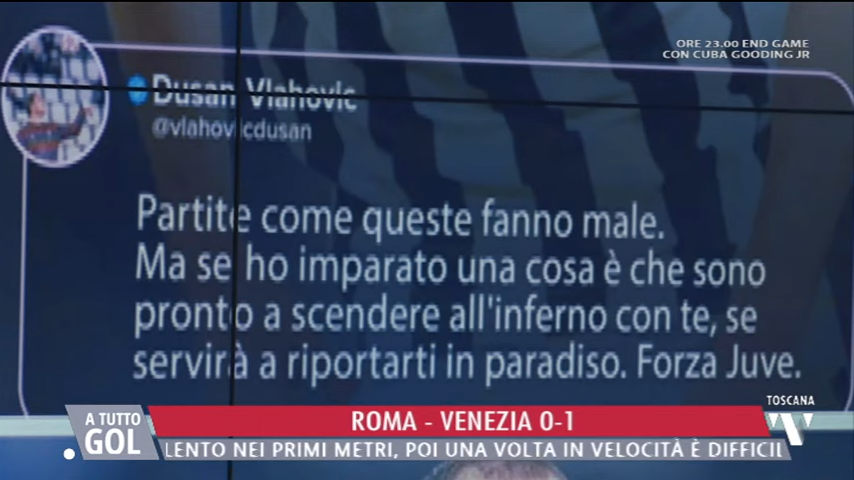 ORE 23.00 END GAME
CON CUBA GOODING JR
Dusan Vlahovic
@vlahovicdusan
Partite come queste fanno male.
Ma se ho imparato una cosa è che sono
pronto a scendere all'inferno con te, se
servirà a riportarti in paradiso. Forza Juve.
TOSCANA
A TUTTO
GOL
ROMA - VENEZIA 0-1
LENTO NEI PRIMI METRI, POI UNA VOLTA IN VELOCITÀ È DIFFICIL